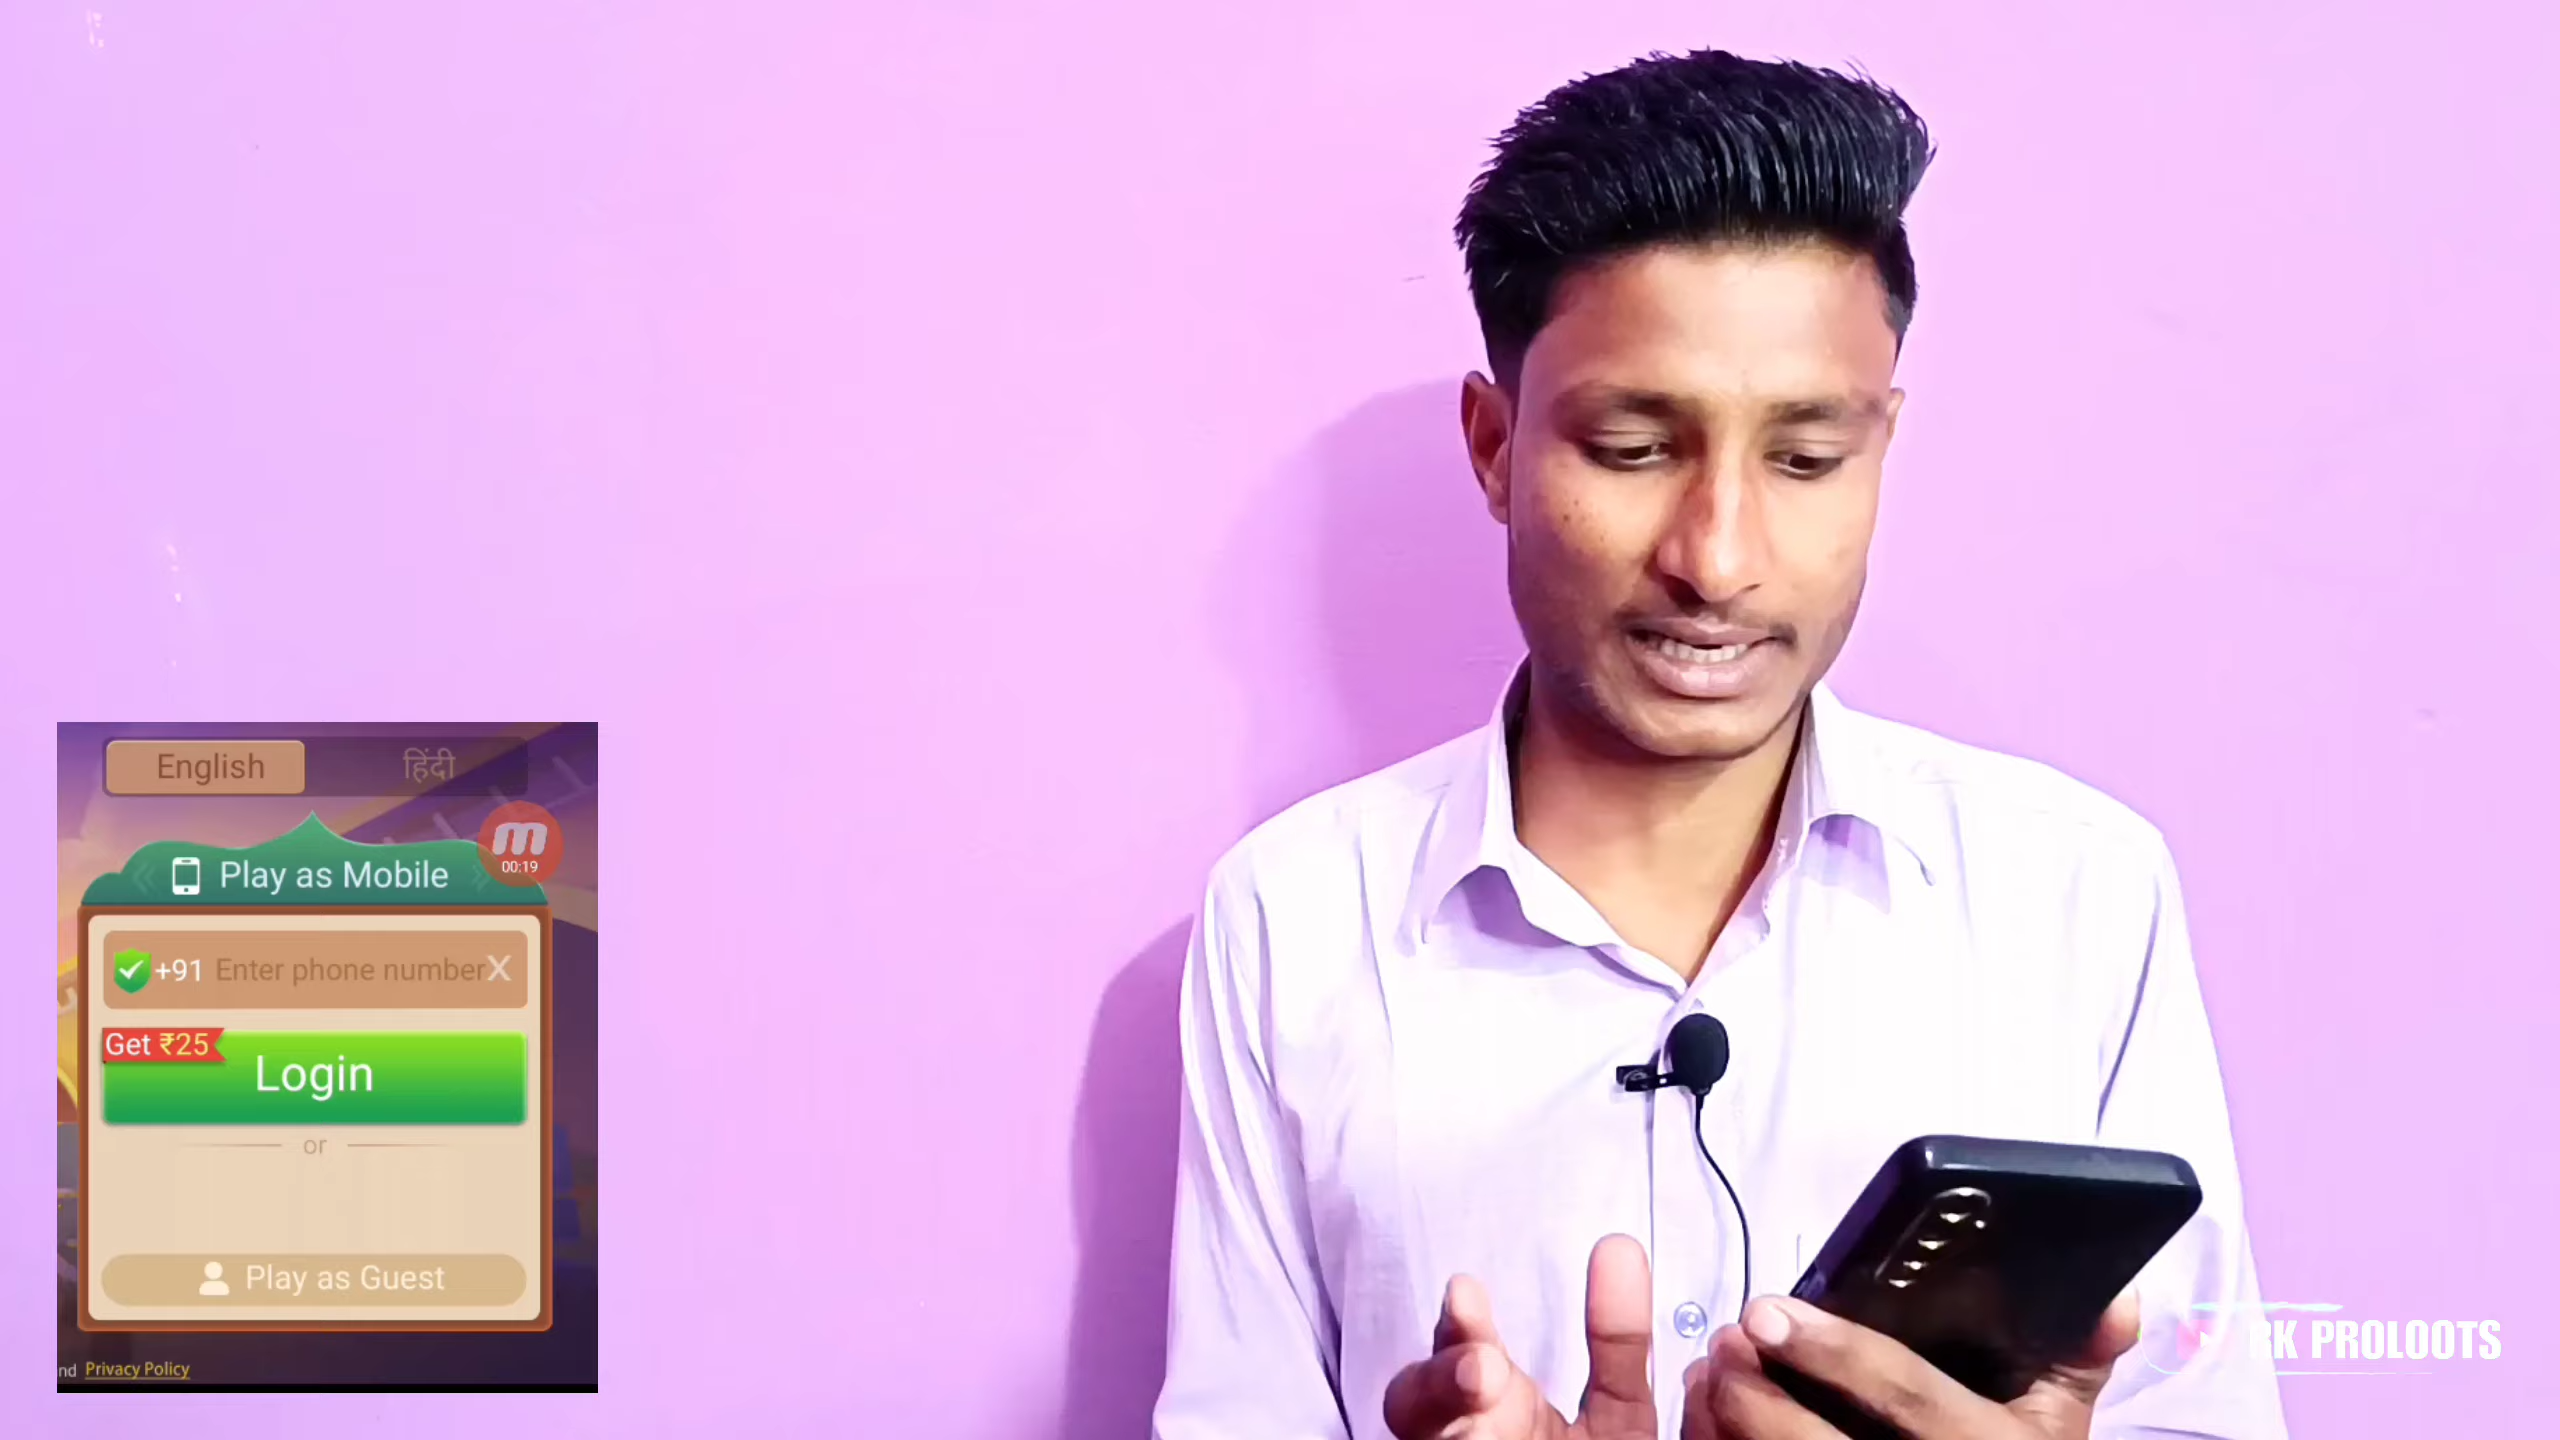 English
हिंदी
m
00:19
Play as Mobile
+91 Enter phone number X
Get ₹25
Login
or
Play as Guest
nd Privacy Policy
RK PROLOOTS